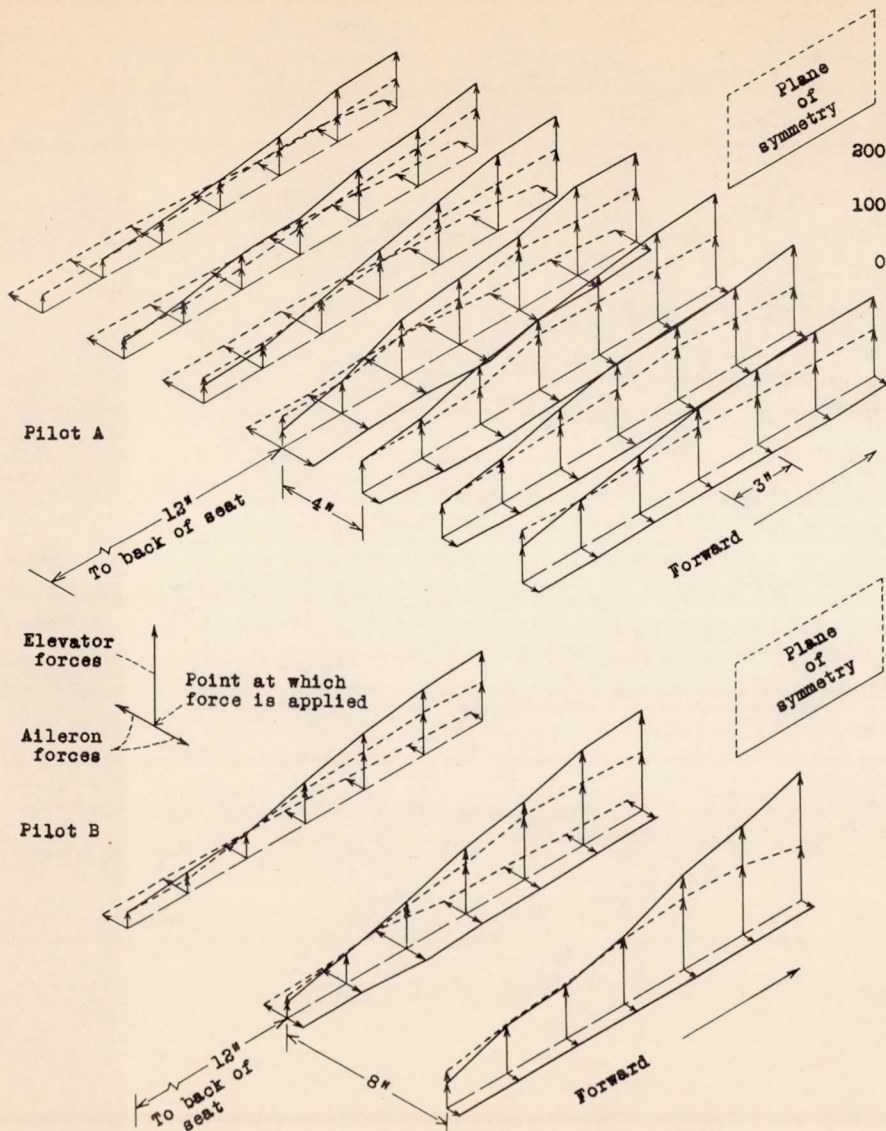 Plane
of
symmetry
200
100
0
Pilot A
12"
To back of seat
4"
3"
Forward
Elevator
forces
Point at which
force is applied
Aileron
forces
Plane
of
symmetry
Pilot B
12"
To back of
seat
8"
Forward